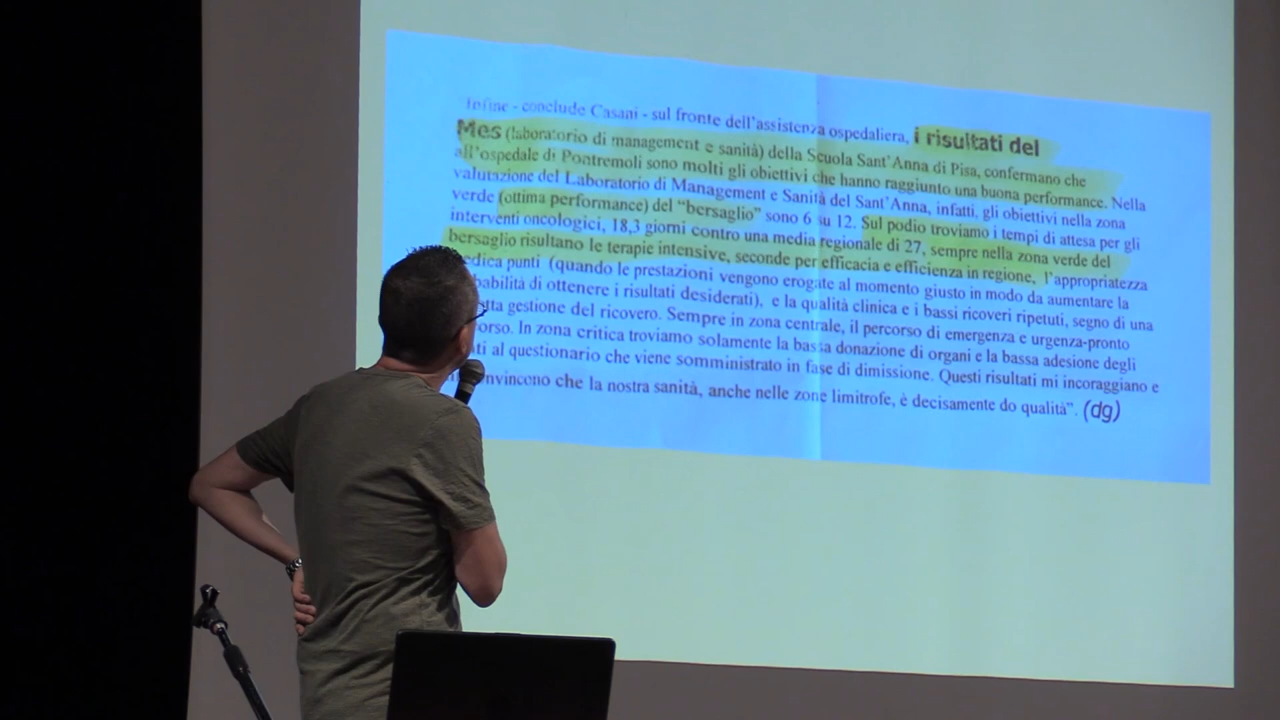 Infine - conclude Casani - sul fronte dell'assistenza ospedaliera, i risultati del
Mes (laboratorio di management e sanità) della Scuola Sant'Anna di Pisa, confermano che
all'ospedale di Pontremoli sono molti gli obiettivi che hanno raggiunto una buona performance. Nella
valutazione del Laboratorio di Management e Sanità del Sant'Anna, infatti, gli obiettivi nella zona
verde (ottima performance) del "bersaglio" sono 6 su 12. Sul podio troviamo i tempi di attesa per gli
interventi oncologici, 18,3 giorni contro una media regionale di 27, sempre nella zona verde del
bersaglio risultano le terapie intensive, seconde per efficacia e efficienza in regione, l'appropriatezza
punti (quando le prestazioni vengono erogate al momento giusto in modo da aumentare la
di ottenere i risultati desiderati), e la qualità clinica e i bassi ricoveri ripetuti, segno di una
gestione del ricovero. Sempre in zona centrale, il percorso di emergenza e urgenza-pronto
In zona critica troviamo solamente la bassa donazione di organi e la bassa adesione degli
al questionario che viene somministrato in fase di dimissione. Questi risultati mi incoraggiano e
che la nostra sanità, anche nelle zone limitrofe, è decisamente do qualità". (dg)